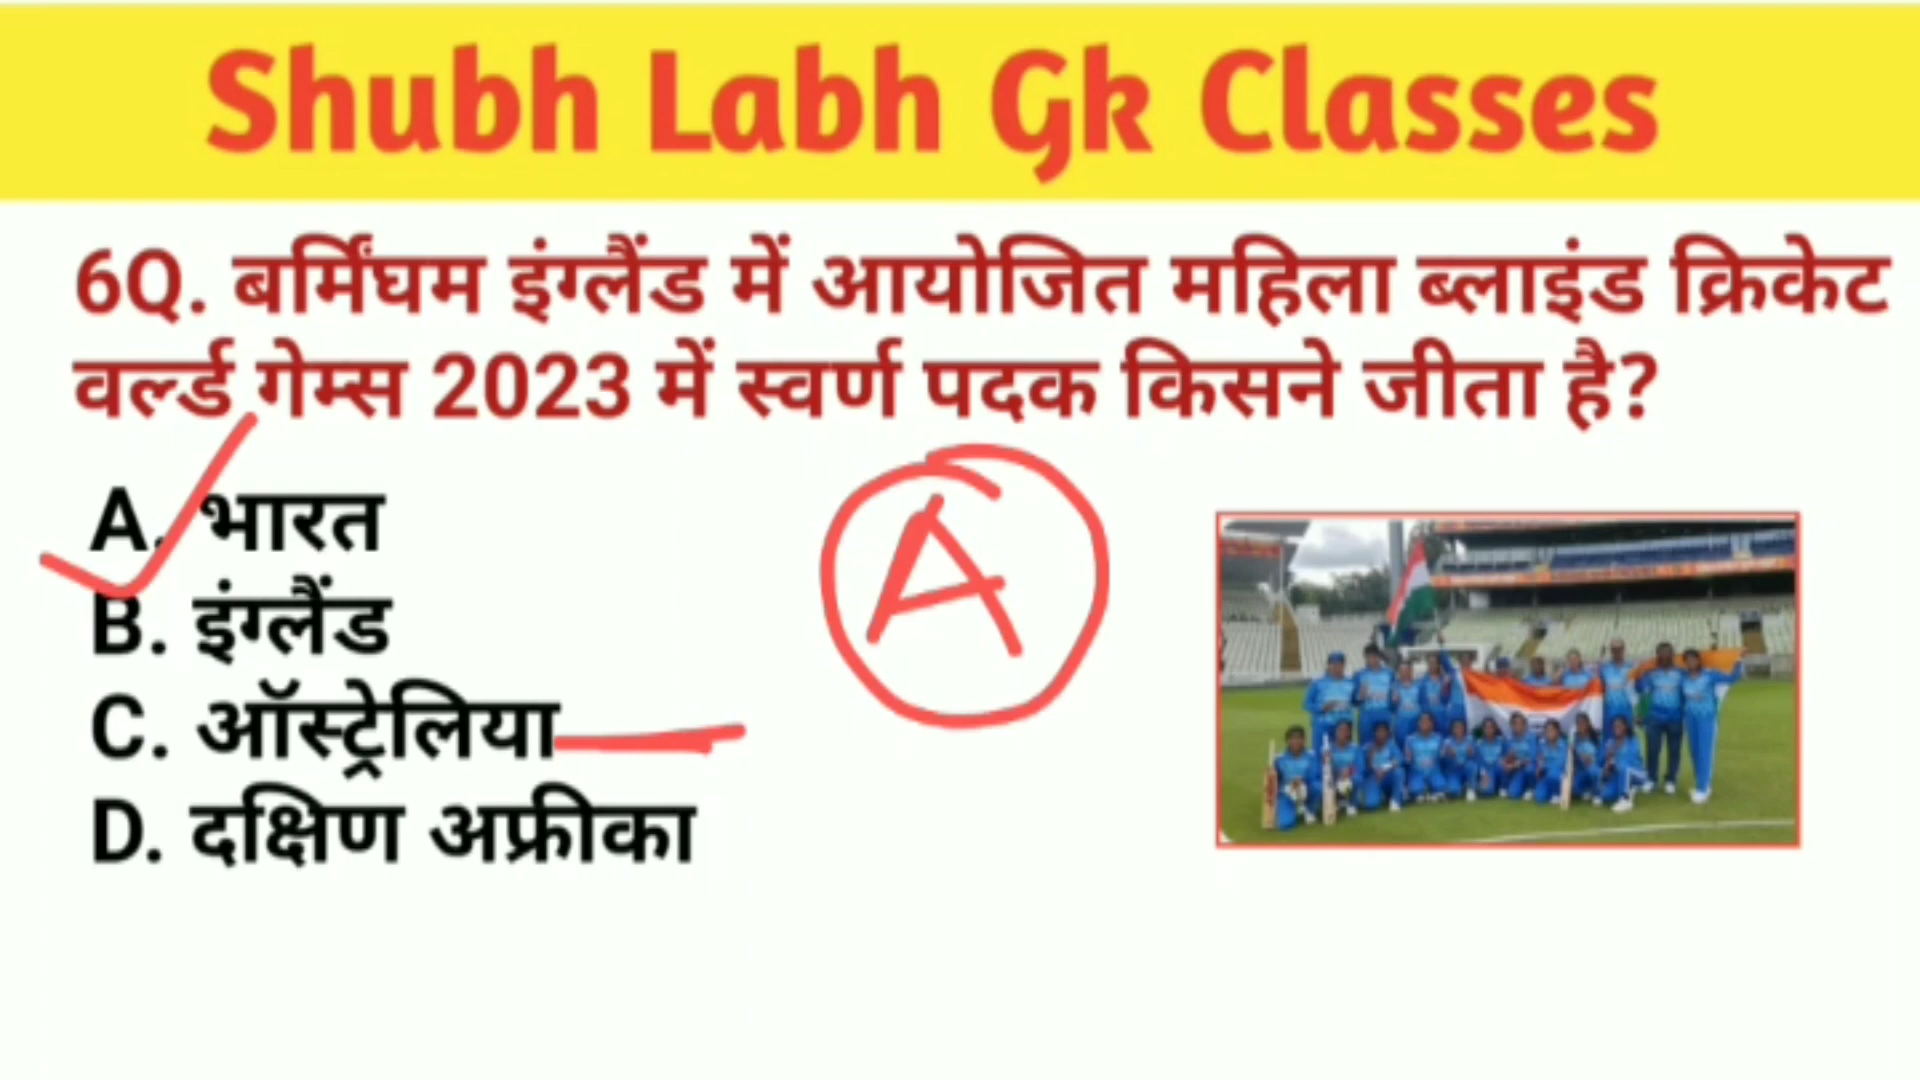 Shubh Labh Gk Classes
6Q. बर्मिंघम इंग्लैंड में आयोजित महिला ब्लाइंड क्रिकेट
वर्ल्ड गेम्स 2023 में स्वर्ण पदक किसने जीता है?
A. भारत
A
B. इंग्लैंड
C. ऑस्ट्रेलिया
D. दक्षिण अफ्रीका